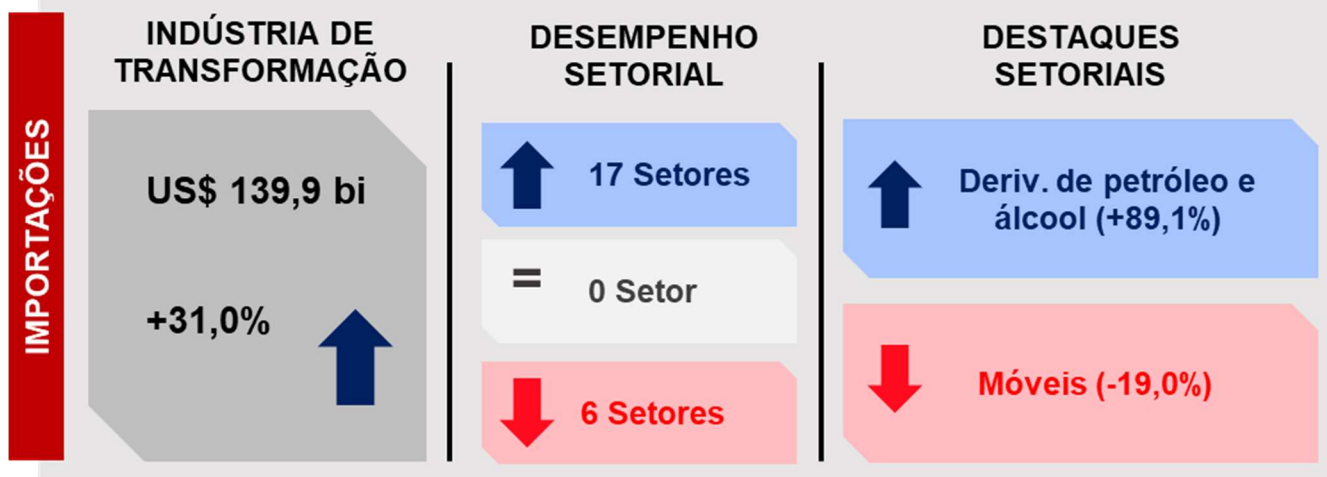 IMPORTAÇÕES
INDÚSTRIA DE
TRANSFORMAÇÃO
US$ 139,9 bi
+31,0%
DESEMPENHO
SETORIAL
17 Setores
=
0 Setor
6 Setores
DESTAQUES
SETORIAIS
Deriv. de petróleo e
álcool (+89,1%)
Móveis (-19,0%)